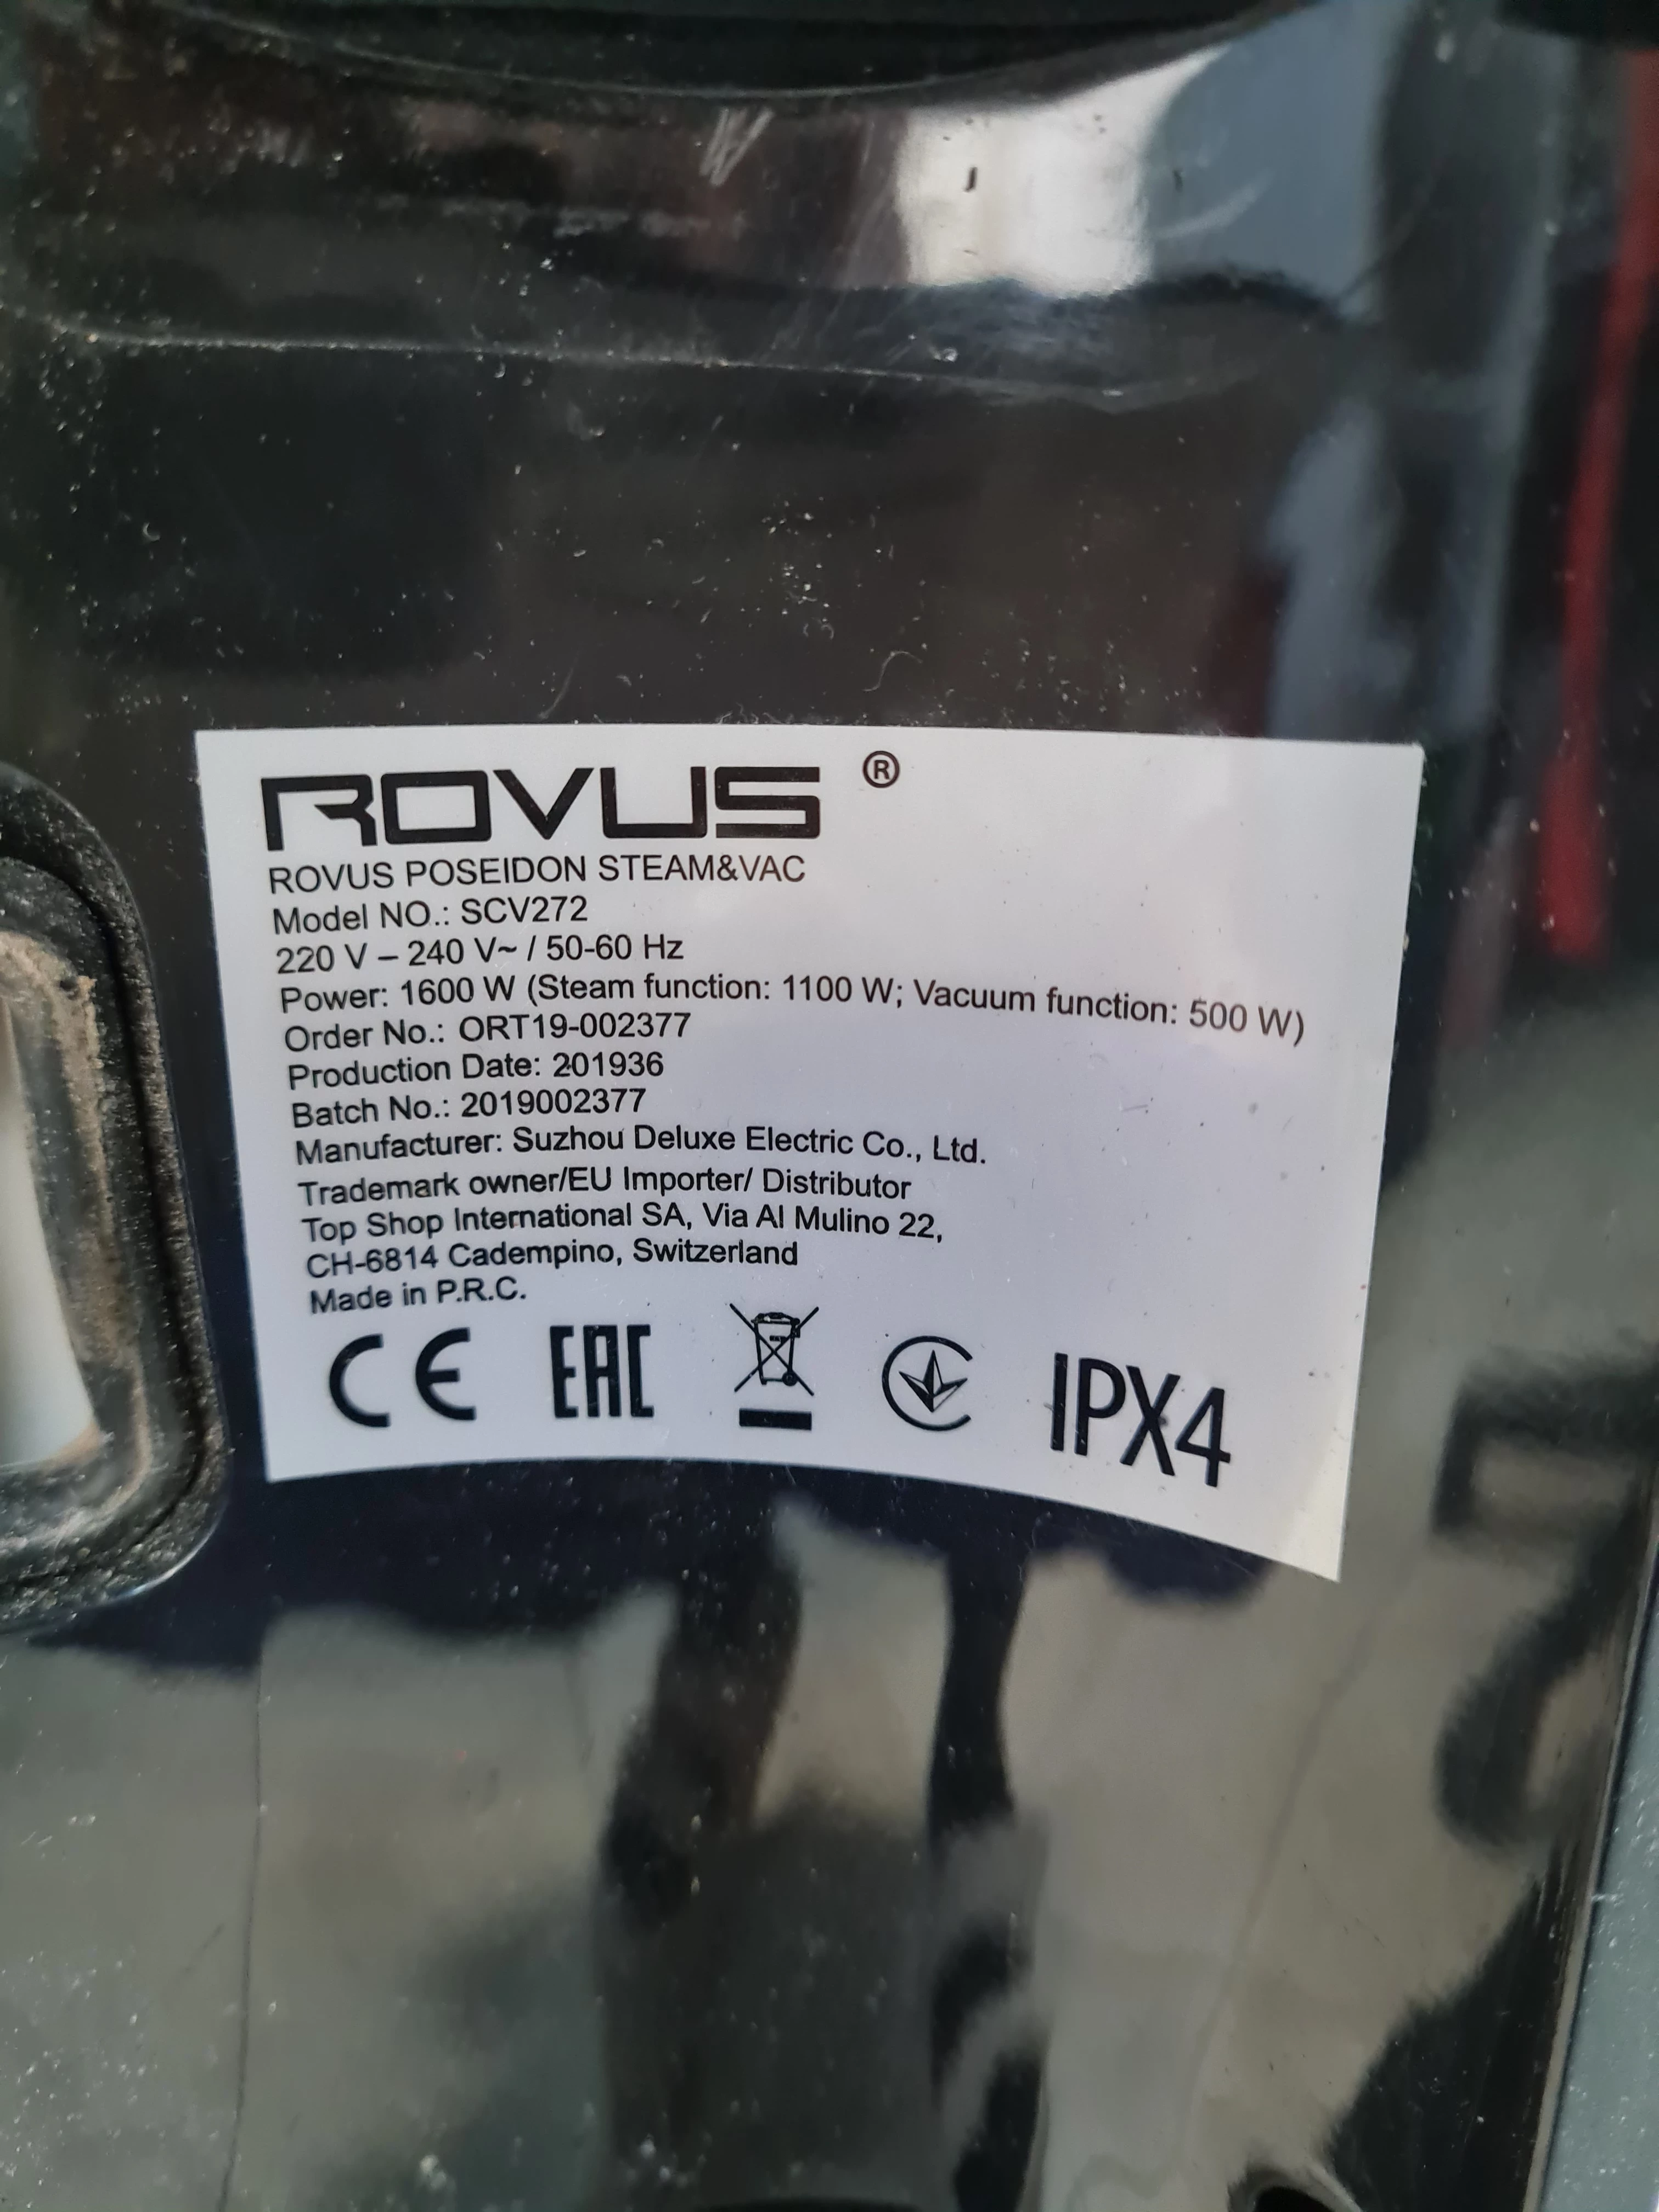 ROVUS ®
ROVUS POSEIDON STEAM&VAC
Model NO.: SCV272
220 V – 240 V~ / 50-60 Hz
Power: 1600 W (Steam function: 1100 W; Vacuum function: 500 W)
Order No.: ORT19-002377
Production Date: 201936
Batch No.: 2019002377
Manufacturer: Suzhou Deluxe Electric Co., Ltd.
Trademark owner/EU Importer/ Distributor
Top Shop International SA, Via Al Mulino 22,
CH-6814 Cadempino, Switzerland
Made in P.R.C.
CE EAC IPX4